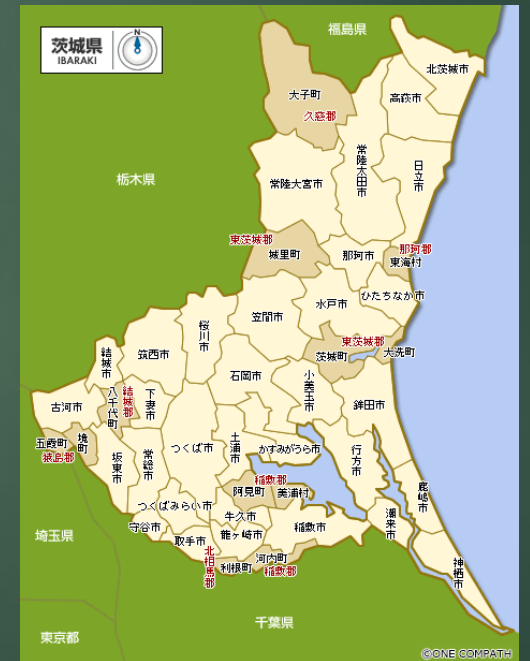 茨城県
IBARAKI
N
福島県
北茨城市
大子町
高萩市
久慈郡
常陸太田市
日立市
栃木県
常陸大宮市
東茨城郡
城里町
那珂市
那珂郡
東海村
ひたちなか市
水戸市
笠間市
桜川市
東茨城郡
茨城町
大洗町
結城市
筑西市
石岡市
小美玉市
鉾田市
古河市
八千代町
結城郡
下妻市
五霞町
境町
猿島郡
坂東市
常総市
つくば市
土浦市
かすみがうら市
行方市
稲敷郡
阿見町
美浦村
鹿嶋市
潮来市
つくばみらい市
牛久市
守谷市
取手市
龍ヶ崎市
稲敷市
北相馬郡
利根町
河内町
稲敷郡
神栖市
埼玉県
千葉県
東京都
©ONE COMPATH